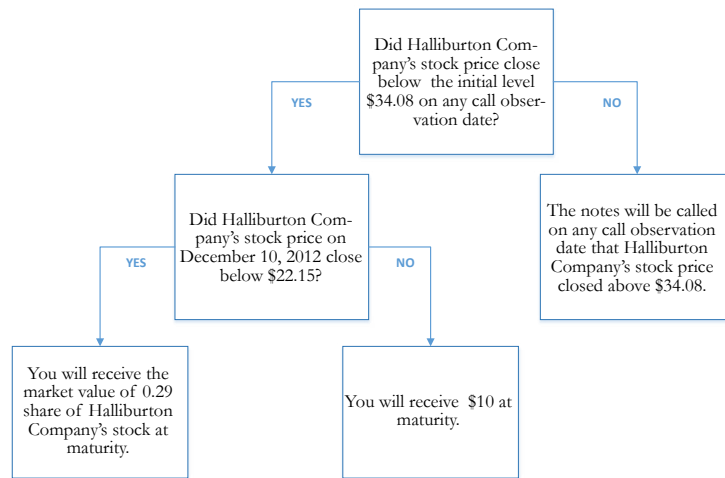 Did Halliburton Com-
pany's stock price close
below the initial level
$34.08 on any call obser-
vation date?
YES
NO
Did Halliburton Com-
pany's stock price on
December 10, 2012 close
below $22.15?
The notes will be called
on any call observation
date that Halliburton
Company's stock price
closed above $34.08.
YES
NO
You will receive the
market value of 0.29
share of Halliburton
Company's stock at
maturity.
You will receive $10 at
maturity.